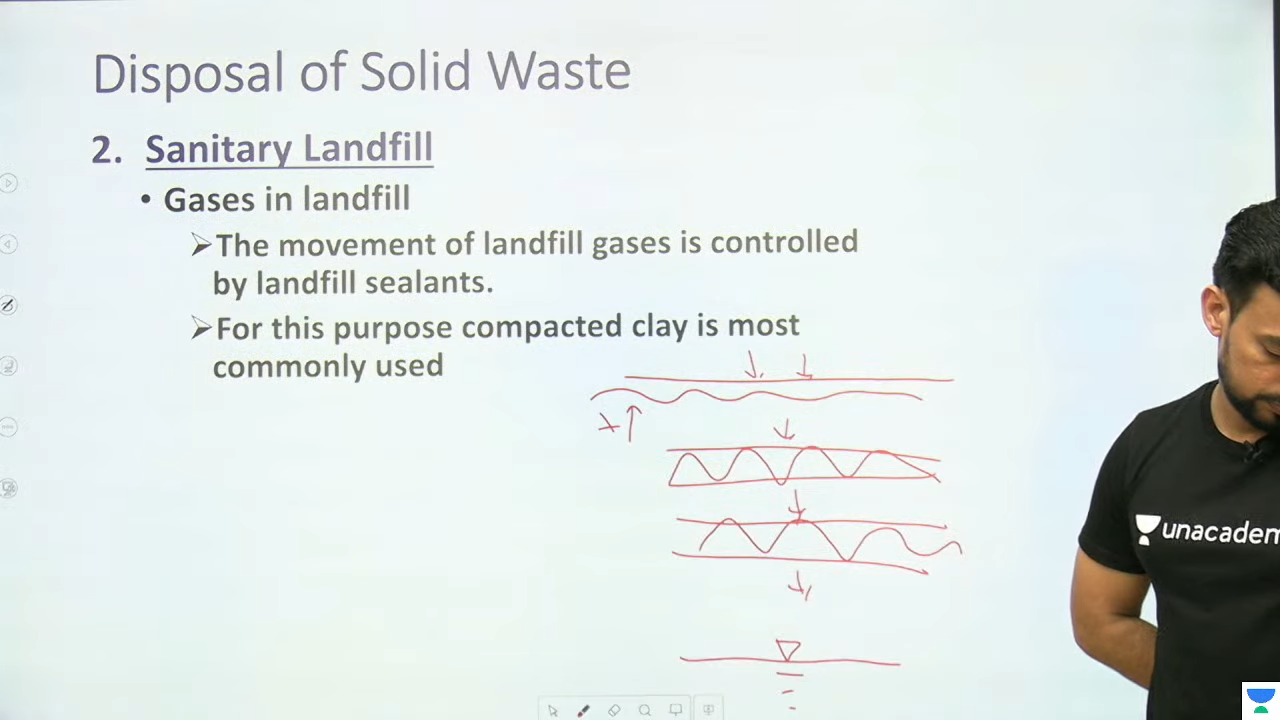 Disposal of Solid Waste
2. Sanitary Landfill
• Gases in landfill
➢The movement of landfill gases is controlled
by landfill sealants.
➢For this purpose compacted clay is most
commonly used
unacadem